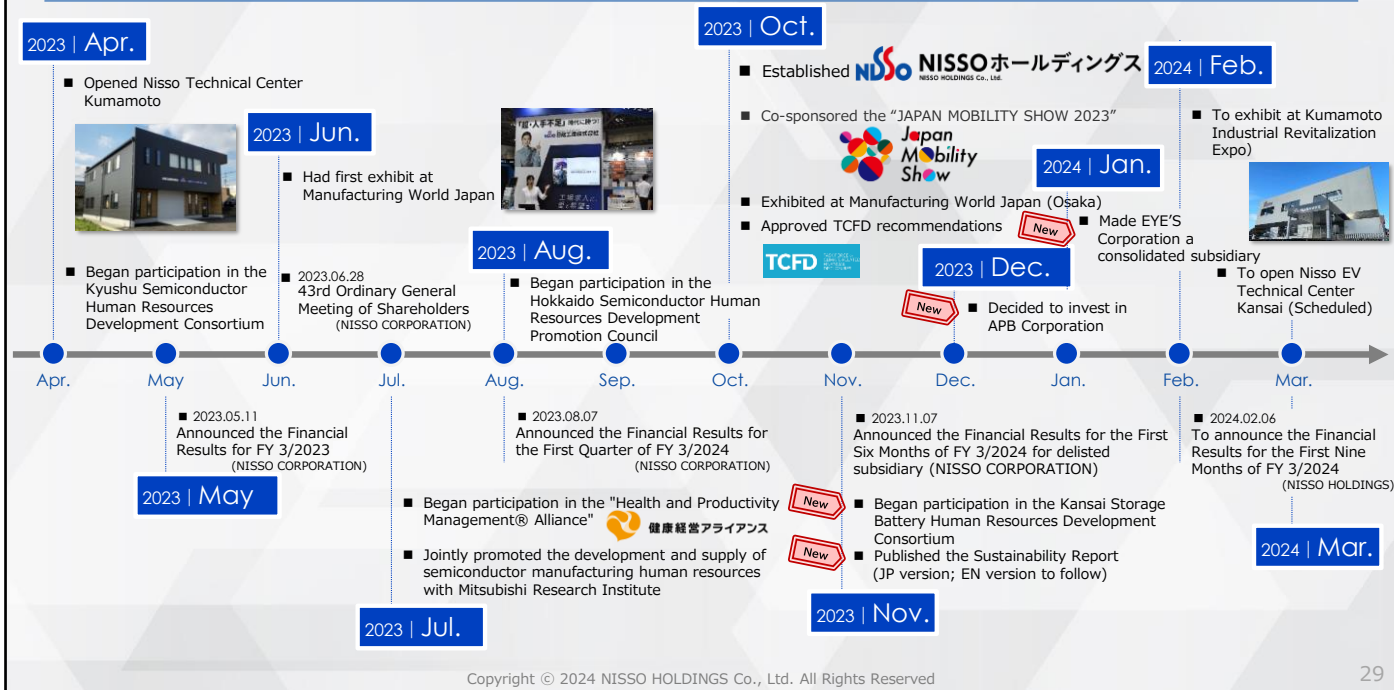 2023 | Apr.
■ Opened Nisso Technical Center
Kumamoto
■ Began participation in the
Kyushu Semiconductor
Human Resources
Development Consortium
2023 | Jun.
■ Had first exhibit at
Manufacturing World Japan
■ 2023.06.28
43rd Ordinary General
Meeting of Shareholders
(NISSO CORPORATION)
2023 | Aug.
■ Began participation in the
Hokkaido Semiconductor Human
Resources Development
Promotion Council
2023 | Oct.
■ Established NISSO NISSOホールディングス
NISSO HOLDINGS Co., Ltd.
■ Co-sponsored the “JAPAN MOBILITY SHOW 2023”
Japan
Mobility
Show
■ Exhibited at Manufacturing World Japan (Osaka)
■ Approved TCFD recommendations
TCFD
2023 | Dec.
New
■ Decided to invest in
APB Corporation
2024 | Jan.
New
■ Made EYE’S
Corporation a
consolidated subsidiary
2024 | Feb.
■ To exhibit at Kumamoto
Industrial Revitalization
Expo)
■ To open Nisso EV
Technical Center
Kansai (Scheduled)
Apr.
May
Jun.
Jul.
Aug.
Sep.
Oct.
Nov.
Dec.
Jan.
Feb.
Mar.
■ 2023.05.11
Announced the Financial
Results for FY 3/2023
(NISSO CORPORATION)
2023 | May
■ 2023.08.07
Announced the Financial Results for
the First Quarter of FY 3/2024
(NISSO CORPORATION)
■ Began participation in the "Health and Productivity
Management® Alliance"
健康経営アライアンス
■ Jointly promoted the development and supply of
semiconductor manufacturing human resources
with Mitsubishi Research Institute
2023 | Jul.
■ 2023.11.07
Announced the Financial Results for the First
Six Months of FY 3/2024 for delisted
subsidiary (NISSO CORPORATION)
New
■ Began participation in the Kansai Storage
Battery Human Resources Development
Consortium
New
■ Published the Sustainability Report
(JP version; EN version to follow)
2023 | Nov.
■ 2024.02.06
To announce the Financial
Results for the First Nine
Months of FY 3/2024
(NISSO HOLDINGS)
2024 | Mar.
Copyright © 2024 NISSO HOLDINGS Co., Ltd. All Rights Reserved
29